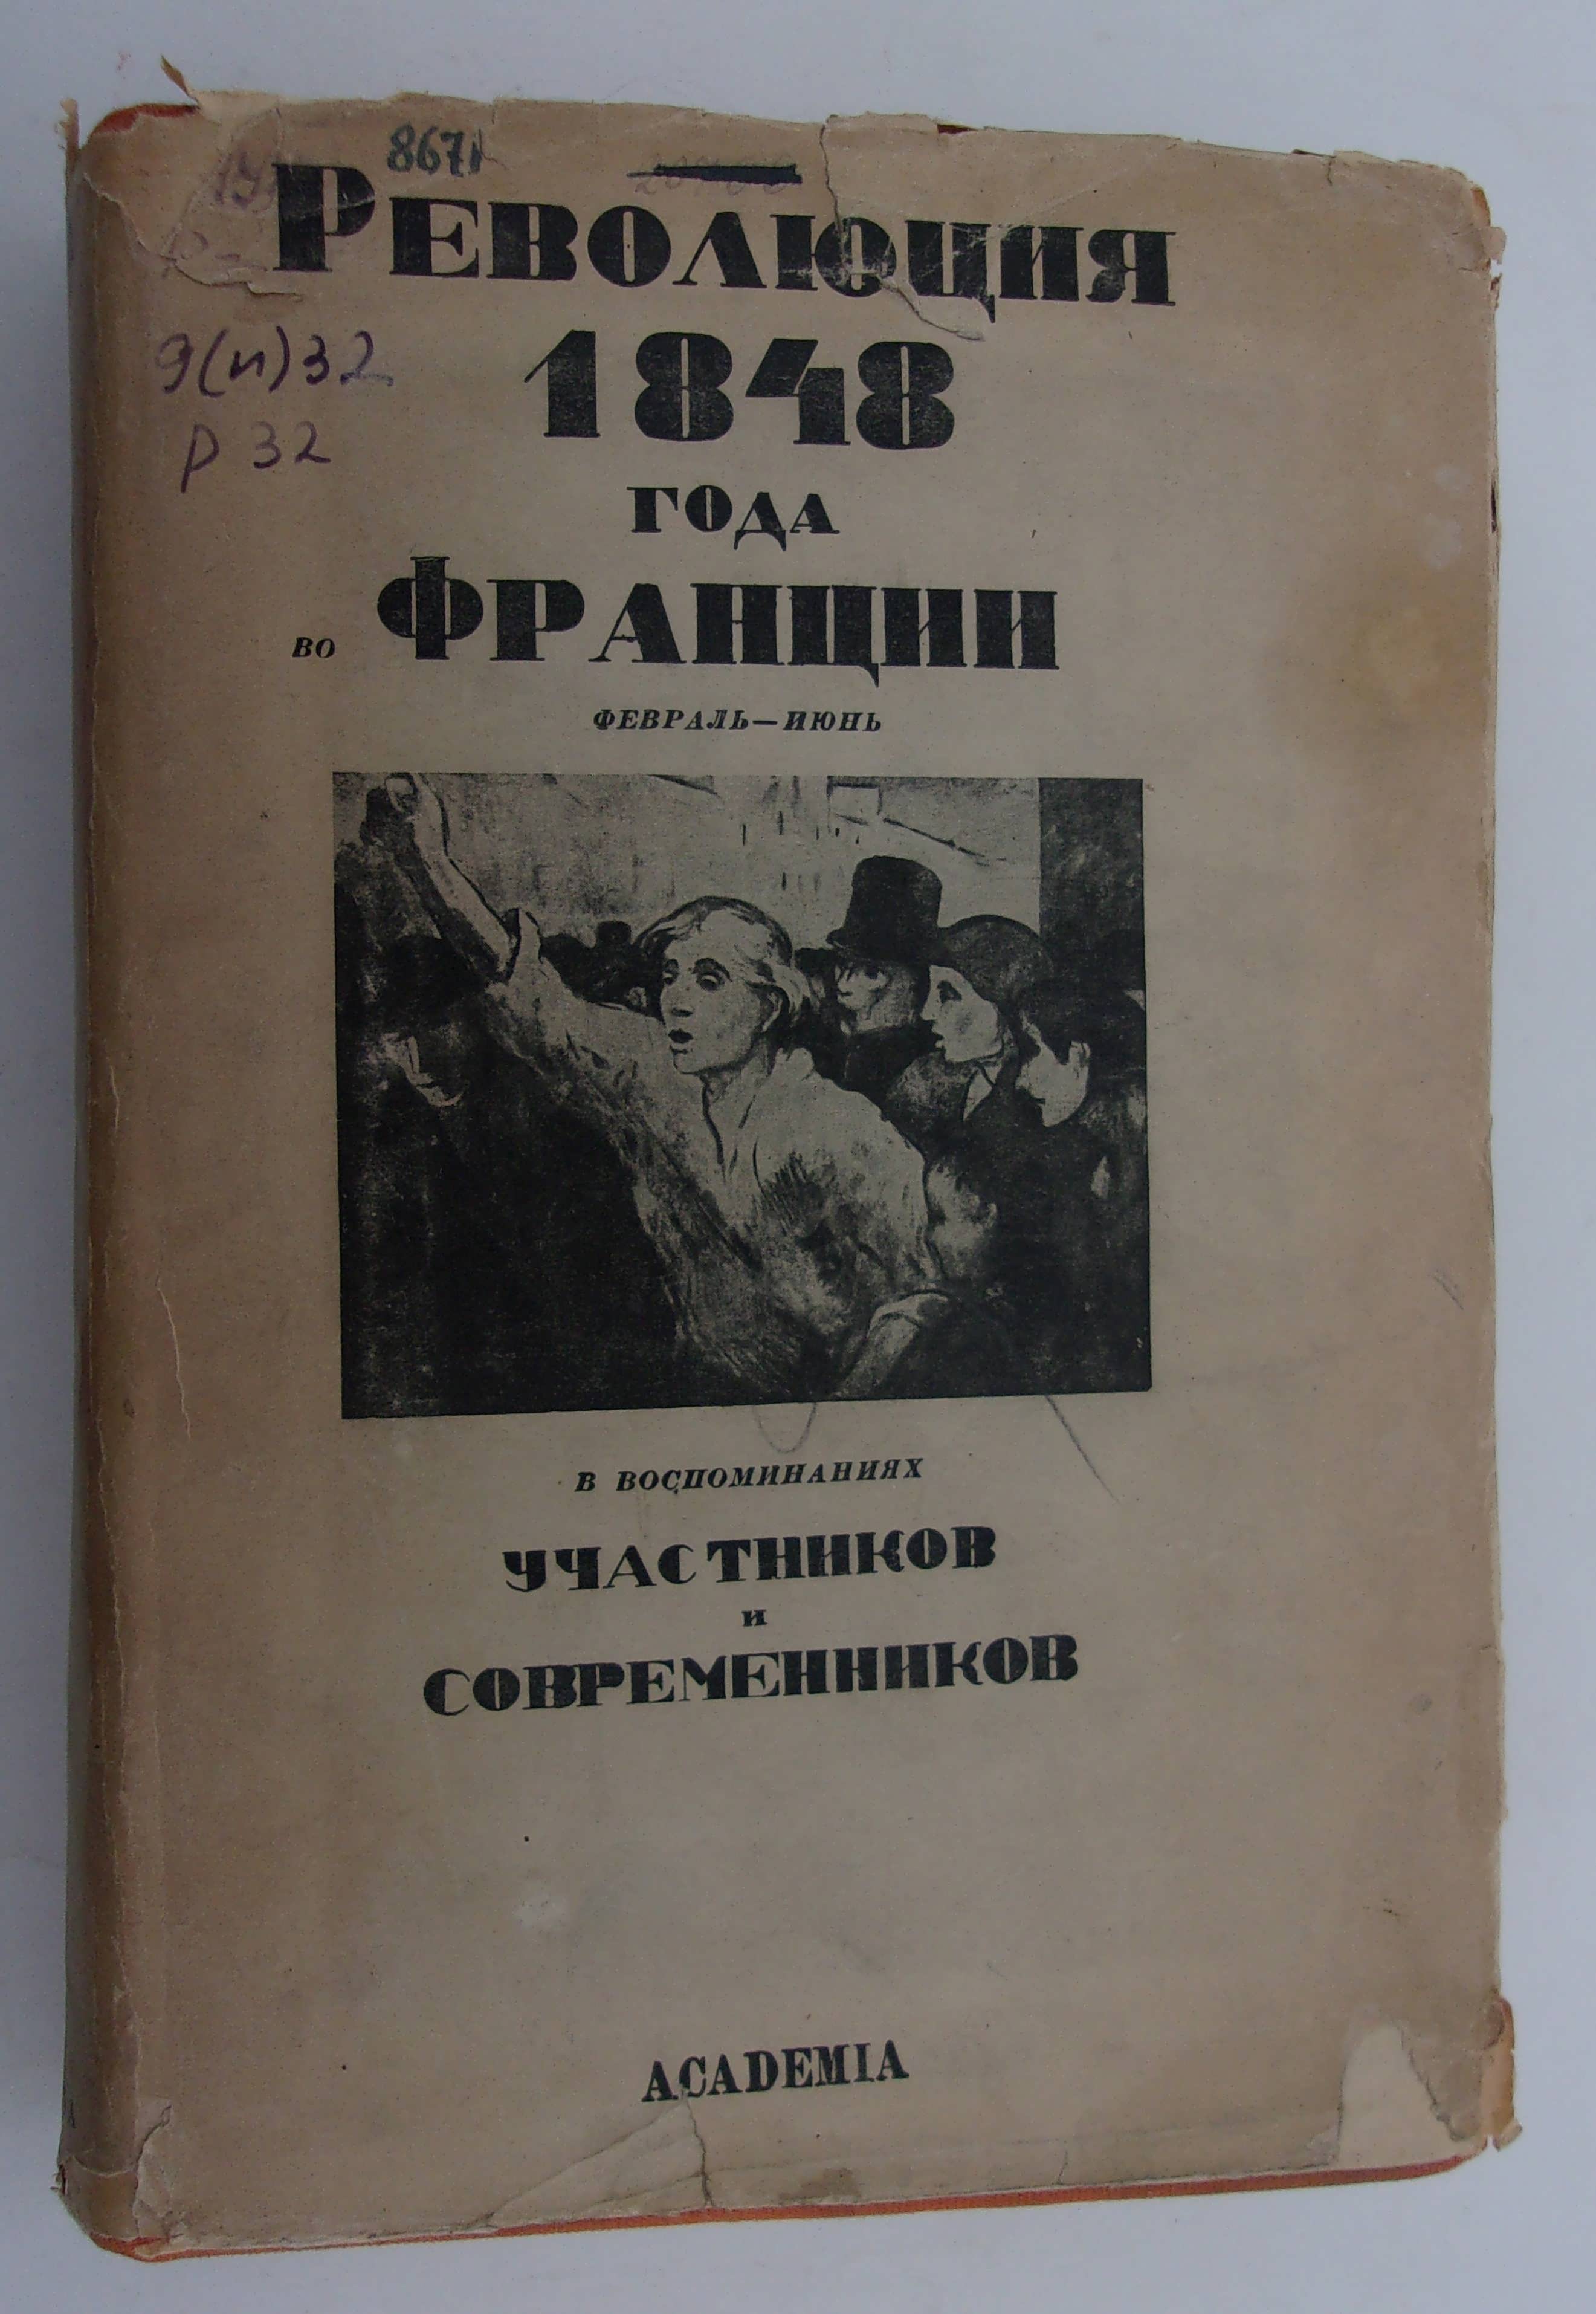 8671
Революция
1848
года
во Франции
ФЕВРАЛЬ—ИЮНЬ
9(и)32
Р 32
В ВОСПОМИНАНИЯХ
УЧАСТНИКОВ
и
СОВРЕМЕННИКОВ
ACADEMIA